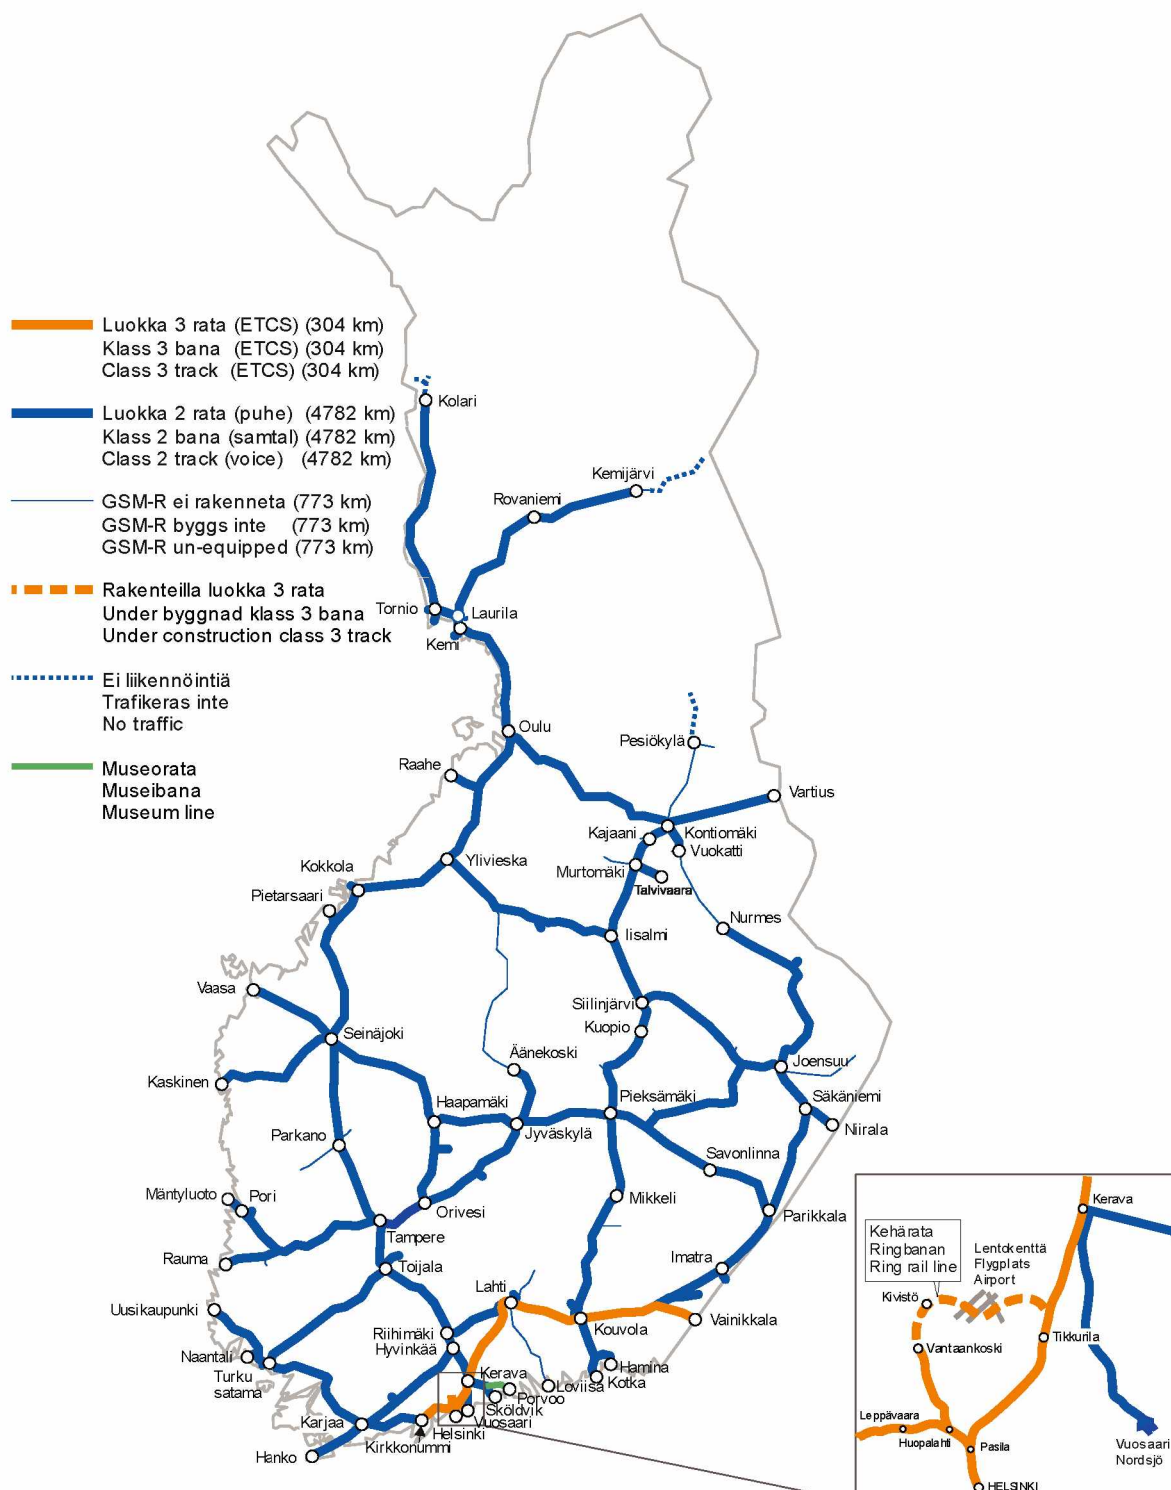 Luokka 3 rata (ETCS) (304 km)
Klass 3 bana (ETCS) (304 km)
Class 3 track (ETCS) (304 km)
Luokka 2 rata (puhe) (4782 km)
Klass 2 bana (samtal) (4782 km)
Class 2 track (voice) (4782 km)
GSM-R ei rakenneta (773 km)
GSM-R byggs inte (773 km)
GSM-R un-equipped (773 km)
Rakenteilla luokka 3 rata
Under byggnad klass 3 bana
Under construction class 3 track
Ei liikennöintiä
Trafikeras inte
No traffic
Museorata
Museibana
Museum line
Kolari
Kemijärvi
Rovaniemi
Tornio
Laurila
Kemi
Oulu
Pesiökylä
Raahe
Vartius
Kajaani
Kontiomäki
Vuokatti
Ylivieska
Murtomäki
Talvivaara
Kokkola
Pietarsaari
Nurmes
Iisalmi
Vaasa
Siilinjärvi
Kuopio
Seinäjoki
Äänekoski
Joensuu
Kaskinen
Haapamäki
Pieksämäki
Säkäniemi
Jyväskylä
Niirala
Parkano
Savonlinna
Mäntyluoto
Pori
Mikkeli
Orivesi
Parikkala
Tampere
Rauma
Imatra
Toijala
Lahti
Uusikaupunki
Kouvola
Vainikkala
Riihimäki
Hyvinkää
Naantali
Turku
satama
Kerava
Hamina
Kotka
Loviisa
Porvoo
Sköldvik
Vuosaari
Karjaa
Helsinki
Kirkkonummi
Hanko
Kerava
Kehärata
Ringbanan
Ring rail line
Lentokenttä
Flygplats
Airport
Kivistö
Tikkurila
Vantaankoski
Leppävaara
Huopalahti
Pasila
Vuosaari
Nordsjö
HELSINKI